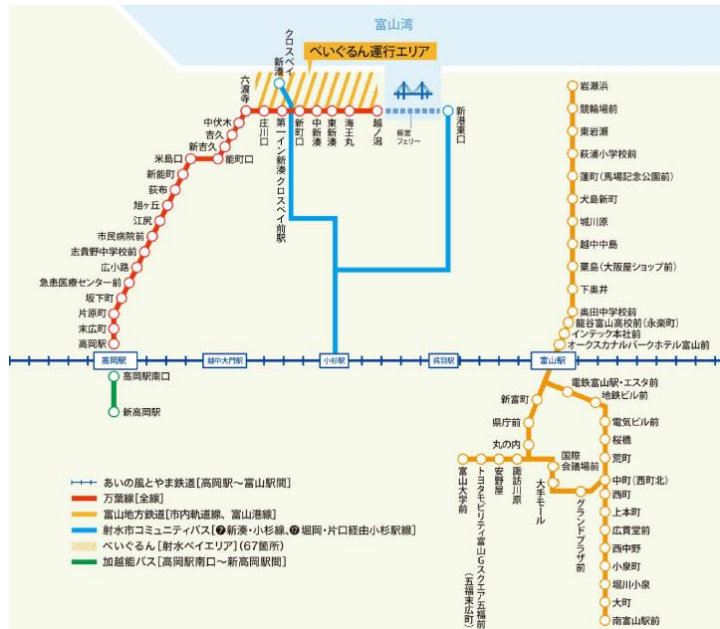 富山湾
べいぐるん運行エリア
クロスベイ
新湊
六渡寺
庄川口
第一イン新湊 クロスベイ前駅
新町口
中新湊
東新湊
海王丸
越ノ潟
県営
フェリー
新港東口
中伏木
吉久
新吉久
能町口
米島口
新能町
荻布
旭ヶ丘
江尻
市民病院前
志貴野中学校前
広小路
急患医療センター前
坂下町
片原町
末広町
高岡駅
岩瀬浜
競輪場前
東岩瀬
萩浦小学校前
蓮町(馬場記念公園前)
犬島新町
城川原
越中中島
粟島(大阪屋ショップ前)
下奥井
奥田中学校前
龍谷富山高校前(永楽町)
インテック本社前
オークスカナルパークホテル富山前
高岡駅
越中大門駅
小杉駅
呉羽駅
富山駅
高岡駅南口
新高岡駅
電鉄富山駅・エスタ前
地鉄ビル前
新富町
県庁前
丸の内
電気ビル前
桜橋
荒町
中町(西町北)
西町
上本町
広貫堂前
西中野
小泉町
堀川小泉
大町
南富山駅前
国際
会議場前
大手モール
グランドプラザ前
諏訪川原
安野屋
トヨタモビリティ富山Gスクエア五福前
(五福末広町)
富山大学前
あいの風とやま鉄道[高岡駅～富山駅間]
万葉線[全線]
富山地方鉄道[市内軌道線、富山港線]
射水市コミュニティバス[❼新湊・小杉線、⓱堀岡・片口経由小杉駅線]
べいぐるん[射水ベイエリア](67箇所)
加越能バス[高岡駅南口～新高岡駅間]